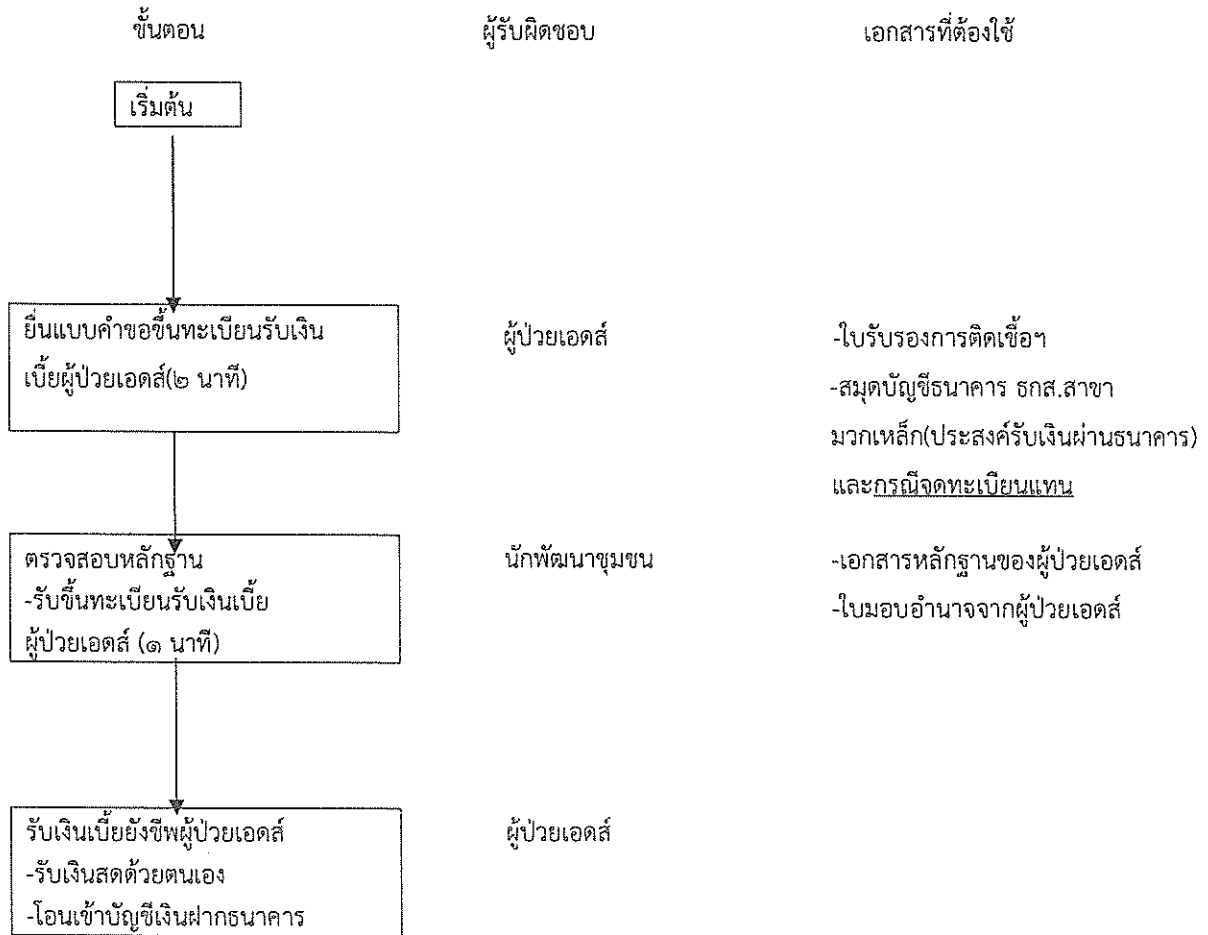 ขั้นตอน ผู้รับผิดชอบ เอกสารที่ต้องใช้
เริ่มต้น
ยื่นแบบคำขอขึ้นทะเบียนรับเงิน ผู้ป่วยเอดส์ -ใบรับรองการติดเชื้อฯ
เบี้ยผู้ป่วยเอดส์(๒ นาที) -สมุดบัญชีธนาคาร ธกส.สาขา
มวกเหล็ก(ประสงค์รับเงินผ่านธนาคาร)
และกรณีจดทะเบียนแทน
ตรวจสอบหลักฐาน นักพัฒนาชุมชน -เอกสารหลักฐานของผู้ป่วยเอดส์
-รับขึ้นทะเบียนรับเงินเบี้ย -ใบมอบอำนาจจากผู้ป่วยเอดส์
ผู้ป่วยเอดส์ (๑ นาที)
รับเงินเบี้ยยังชีพผู้ป่วยเอดส์ ผู้ป่วยเอดส์
-รับเงินสดด้วยตนเอง
-โอนเข้าบัญชีเงินฝากธนาคาร